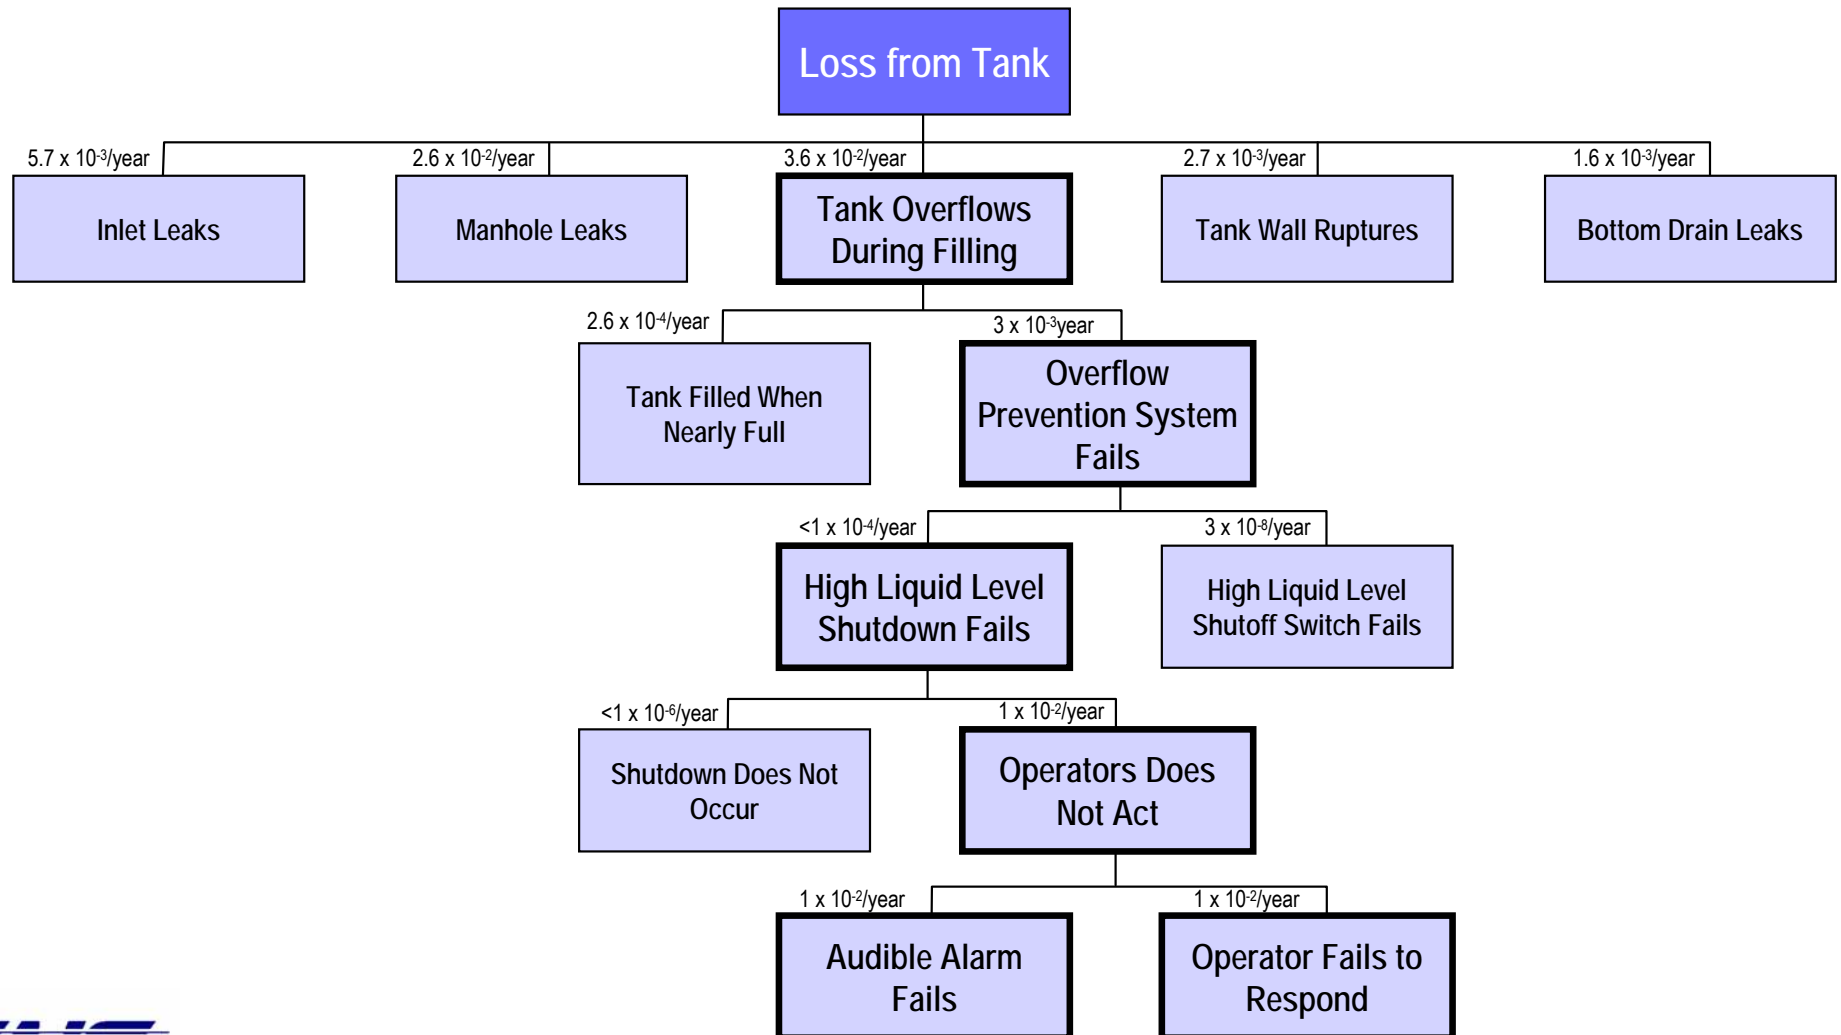 Loss from Tank
5.7 x 10-3/year
2.6 x 10-2/year
3.6 x 10-2/year
2.7 x 10-3/year
1.6 x 10-3/year
Inlet Leaks
Manhole Leaks
Tank Overflows
During Filling
Tank Wall Ruptures
Bottom Drain Leaks
2.6 x 10-4/year
3 x 10-3year
Tank Filled When
Nearly Full
Overflow
Prevention System
Fails
<1 x 10-4/year
3 x 10-8/year
High Liquid Level
Shutdown Fails
High Liquid Level
Shutoff Switch Fails
<1 x 10-6/year
1 x 10-2/year
Shutdown Does Not
Occur
Operators Does
Not Act
1 x 10-2/year
1 x 10-2/year
Audible Alarm
Fails
Operator Fails to
Respond